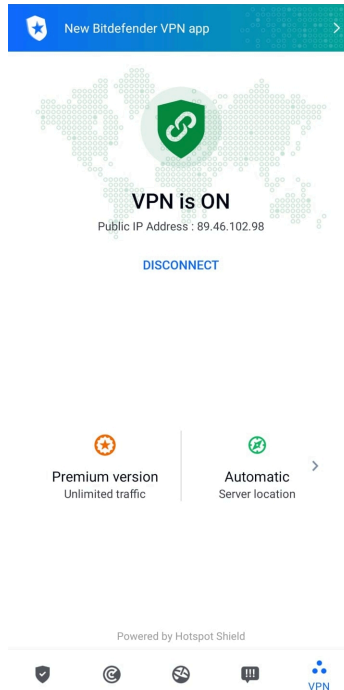 New Bitdefender VPN app
VPN is ON
Public IP Address : 89.46.102.98
DISCONNECT
Premium version
Unlimited traffic
Automatic
Server location
Powered by Hotspot Shield
VPN